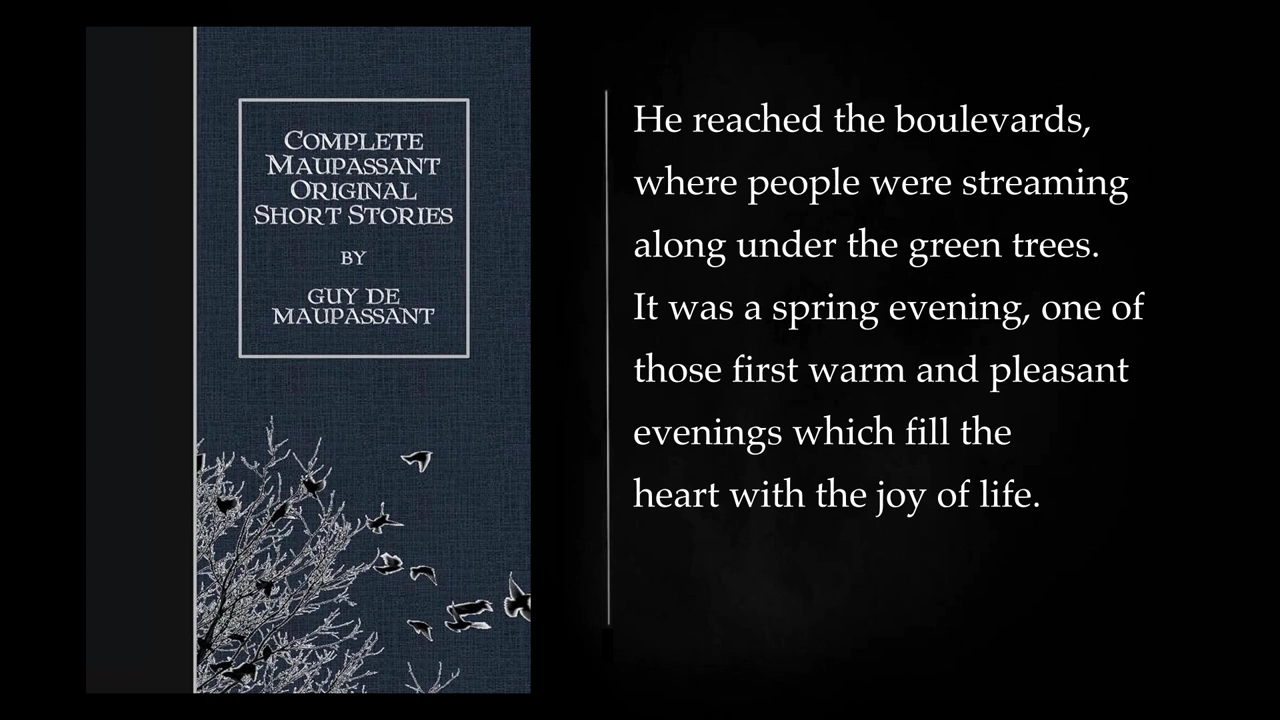 COMPLETE
MAUPASSANT
ORIGINAL
SHORT STORIES
BY
GUY DE
MAUPASSANT
He reached the boulevards,
where people were streaming
along under the green trees.
It was a spring evening, one of
those first warm and pleasant
evenings which fill the
heart with the joy of life.